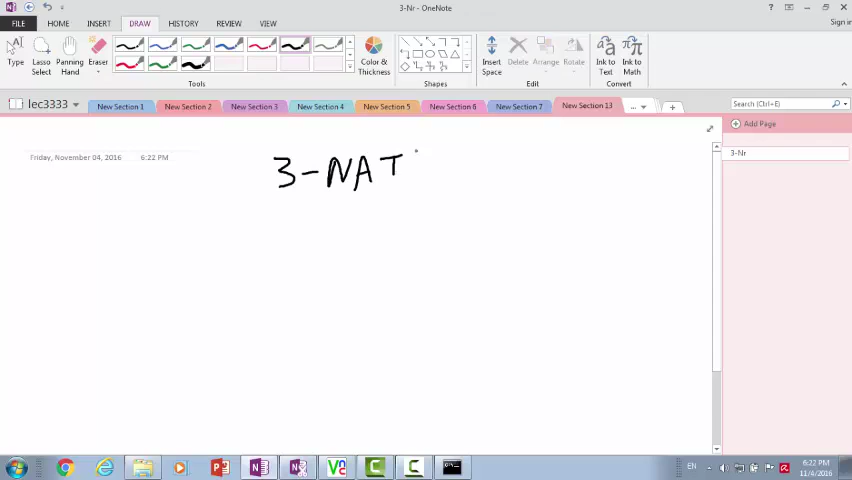 3-Nr - OneNote
?
FILE HOME INSERT DRAW HISTORY REVIEW VIEW
Sign in
Type Lasso Select Panning Hand Eraser Color & Thickness Insert Space Delete Arrange Rotate Ink to Text Ink to Math
Tools Shapes Edit Convert
lec3333 New Section 1 New Section 2 New Section 3 New Section 4 New Section 5 New Section 6 New Section 7 New Section 13 ... + Search (Ctrl+E)
Add Page
3-Nr
Friday, November 04, 2016 6:22 PM
3-NAT
EN 6:22 PM
11/4/2016